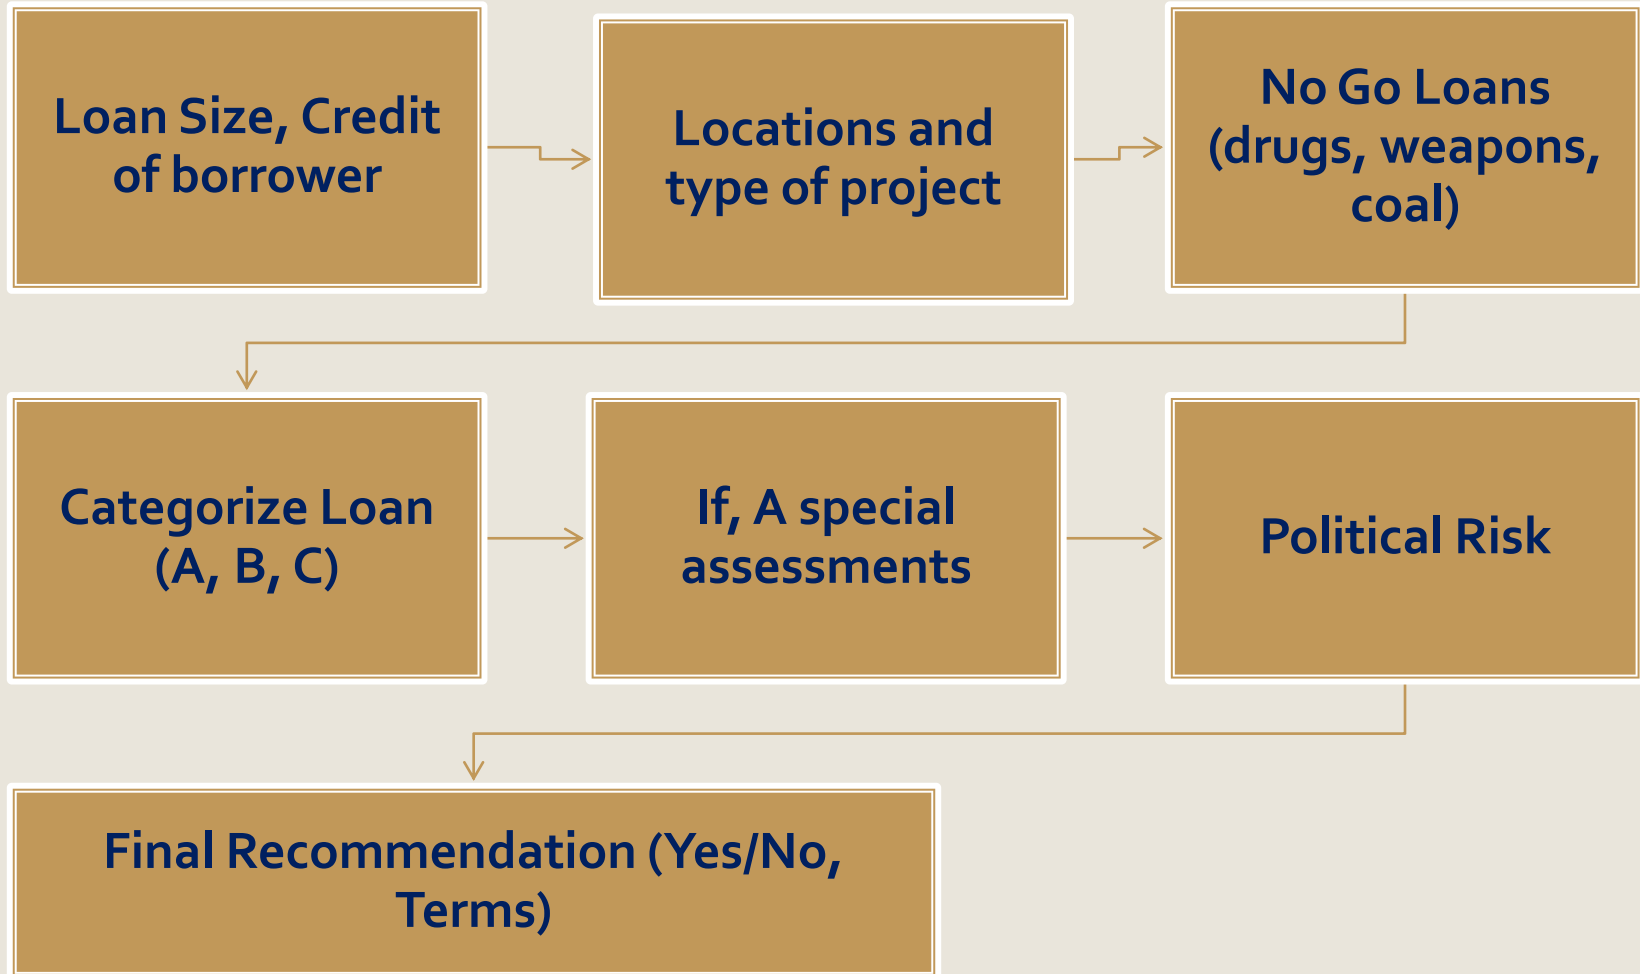 Loan Size, Credit
of borrower
Locations and
type of project
No Go Loans
(drugs, weapons,
coal)
Categorize Loan
(A, B, C)
If, A special
assessments
Political Risk
Final Recommendation (Yes/No,
Terms)